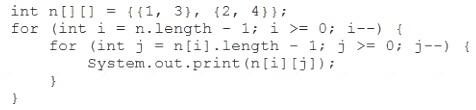 int n[][] = {{1, 3}, {2, 4}};
for (int i = n.length - 1; i >= 0; i--) {
    for (int j = n[i].length - 1; j >= 0; j--) {
        System.out.print(n[i][j]);
    }
}